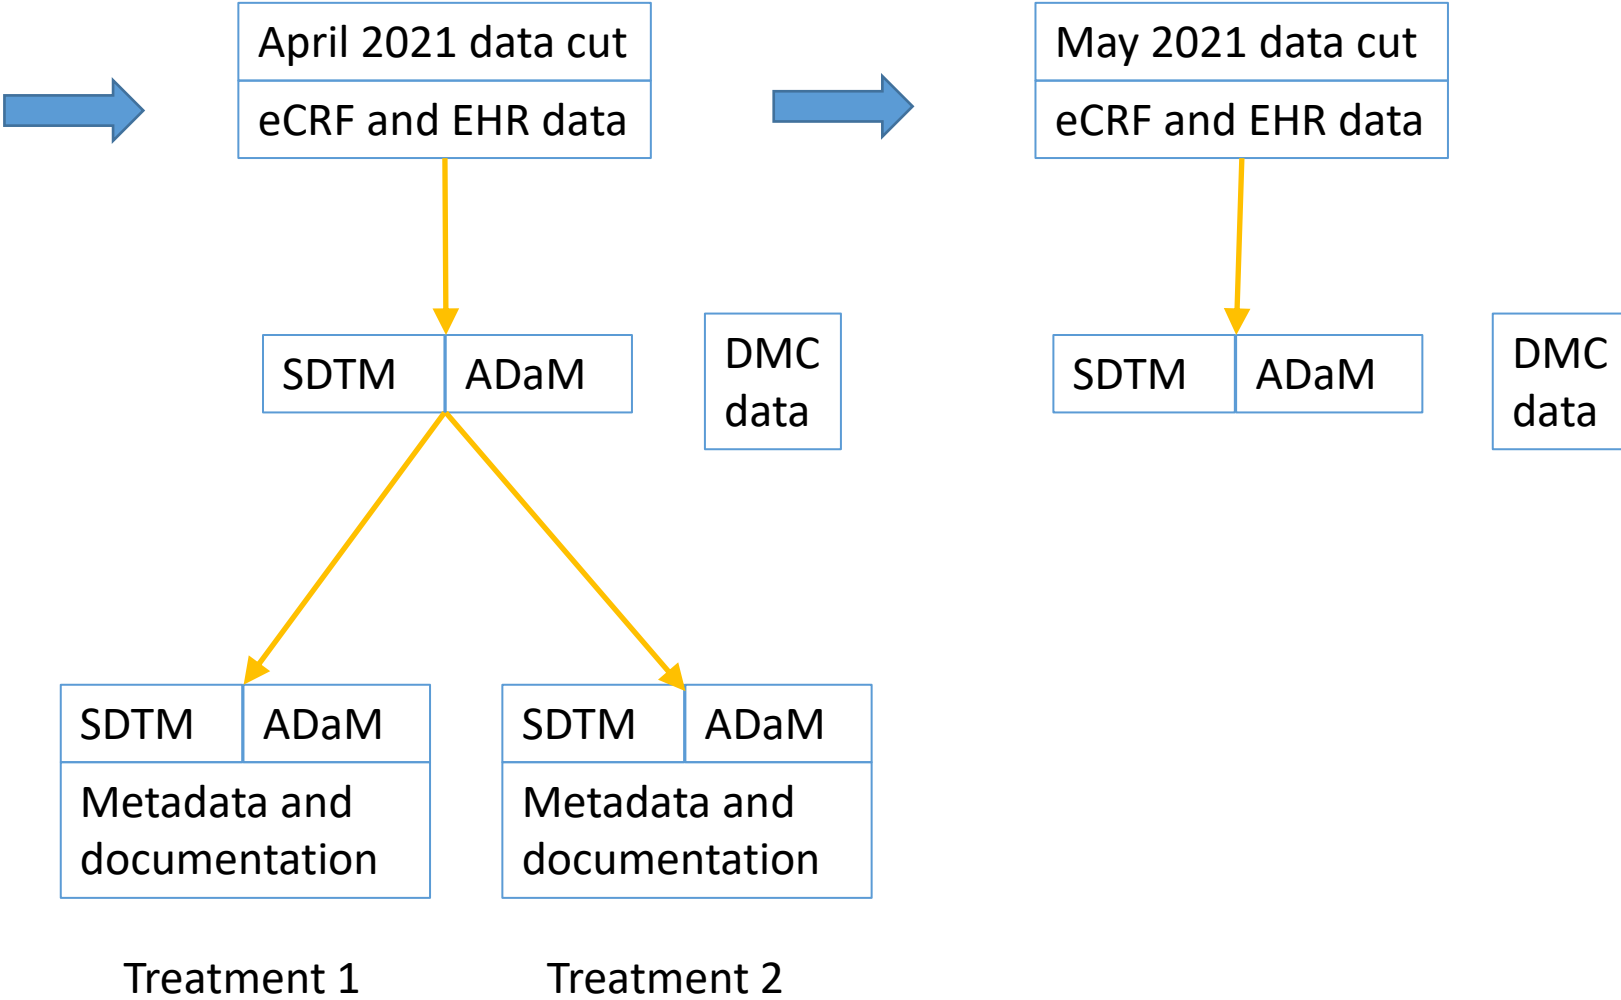 April 2021 data cut
eCRF and EHR data
May 2021 data cut
eCRF and EHR data
SDTM
ADaM
DMC
data
SDTM
ADaM
DMC
data
SDTM
ADaM
Metadata and
documentation
SDTM
ADaM
Metadata and
documentation
Treatment 1
Treatment 2